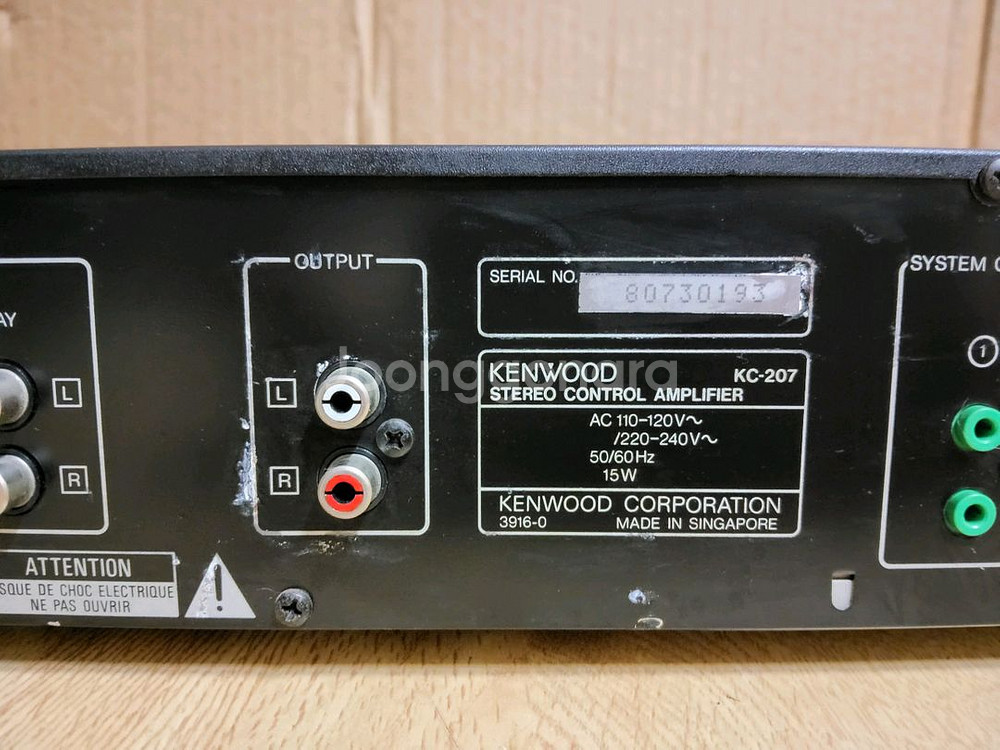 AY
L
R
OUTPUT
L
R
SERIAL NO.
80730193
KENWOOD KC-207
STEREO CONTROL AMPLIFIER
AC 110–120V~
/220–240V~
50/60Hz
15W
KENWOOD CORPORATION
3916-0 MADE IN SINGAPORE
SYSTEM
1
ATTENTION
SQUE DE CHOC ELECTRIQUE
NE PAS OUVRIR
!
Joonggonara